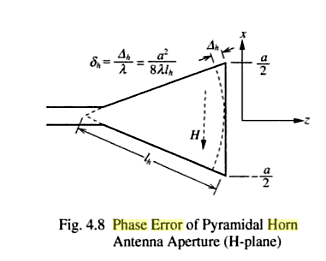 x
Δₕ
a/2
δₕ = Δₕ/λ = a²/8λlₕ
z
H
lₕ
-a/2
Fig. 4.8 Phase Error of Pyramidal Horn
Antenna Aperture (H-plane)